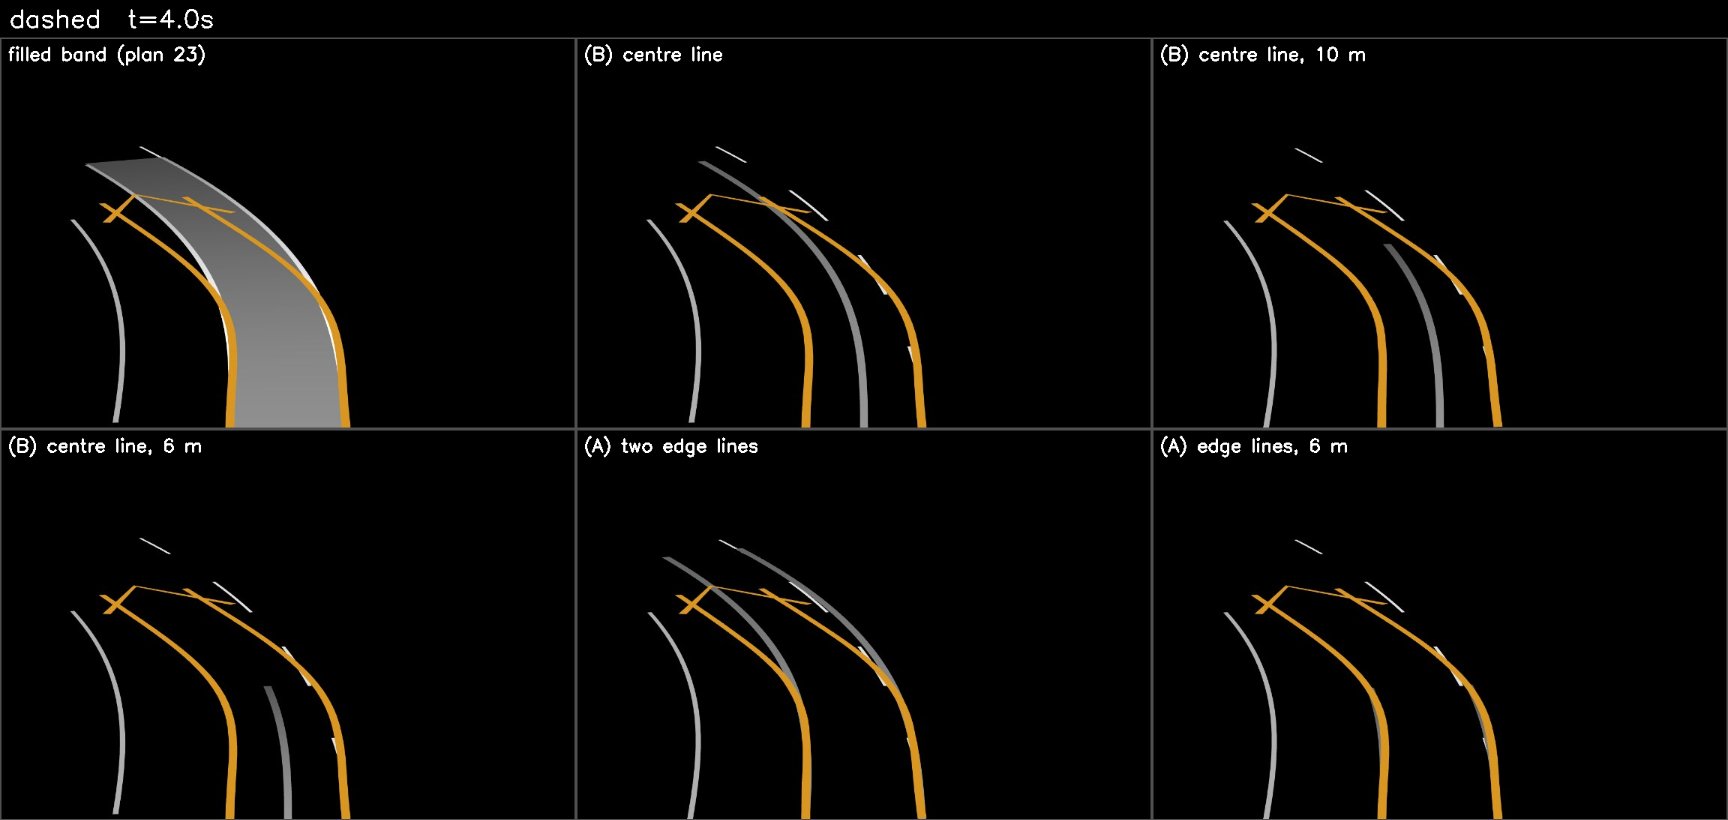 dashed t=4.0s
filled band (plan 23)
(B) centre line
(B) centre line, 10 m
(B) centre line, 6 m
(A) two edge lines
(A) edge lines, 6 m